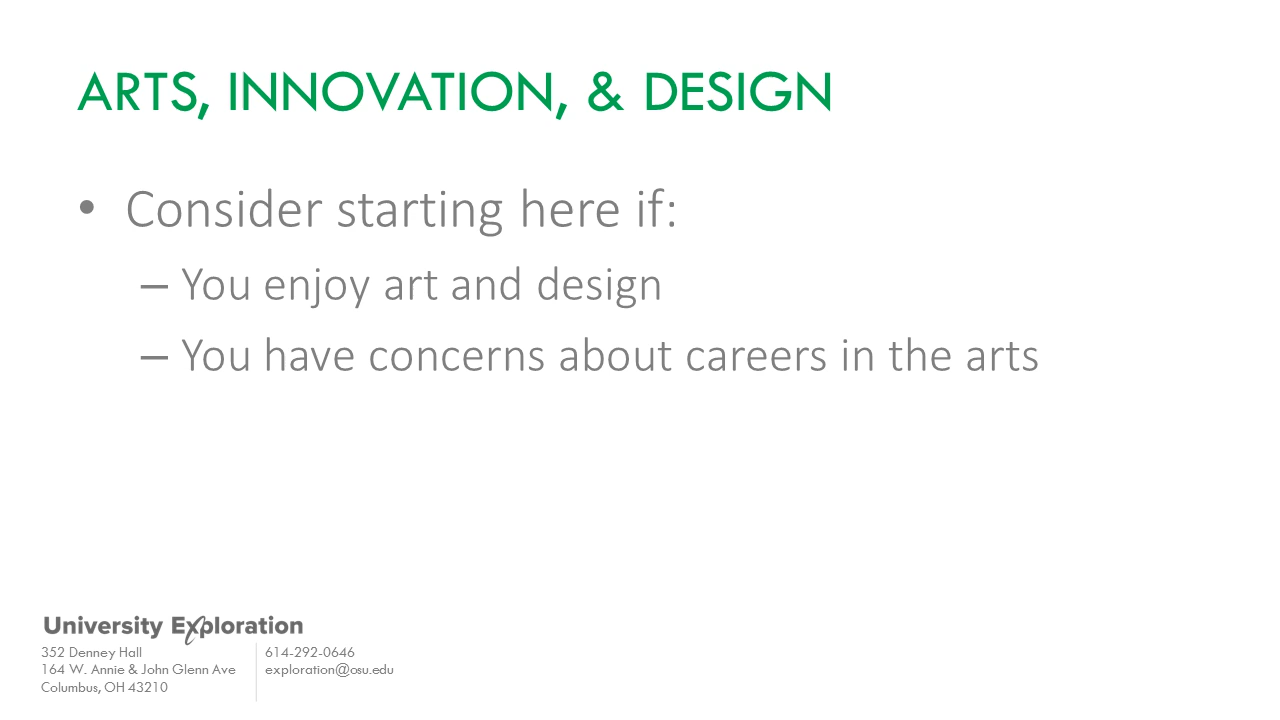 ARTS, INNOVATION, & DESIGN
• Consider starting here if:
– You enjoy art and design
– You have concerns about careers in the arts
University Exploration
352 Denney Hall
164 W. Annie & John Glenn Ave
Columbus, OH 43210
614-292-0646
exploration@osu.edu